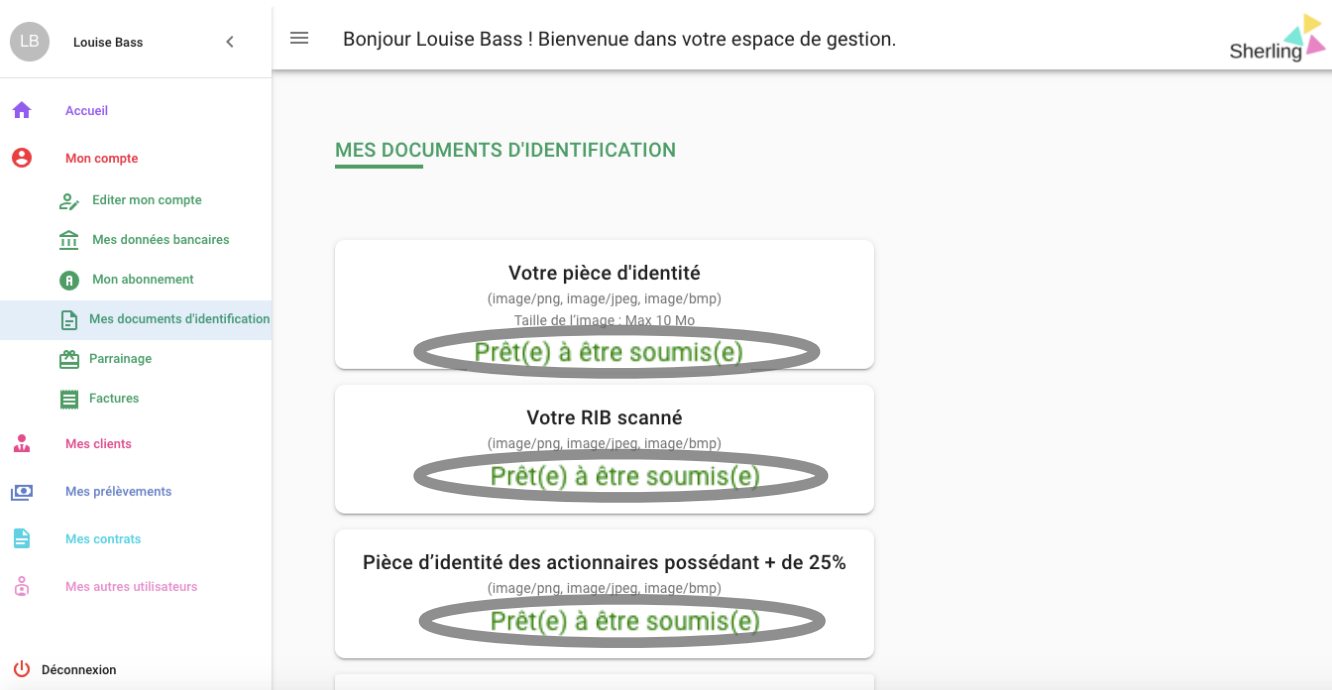 LB
Louise Bass
Accueil
Mon compte
Editer mon compte
Mes données bancaires
Mon abonnement
Mes documents d'identification
Parrainage
Factures
Mes clients
Mes prélèvements
Mes contrats
Mes autres utilisateurs
Déconnexion
Bonjour Louise Bass ! Bienvenue dans votre espace de gestion.
Sherling
MES DOCUMENTS D'IDENTIFICATION
Votre pièce d'identité
(image/png, image/jpeg, image/bmp)
Taille de l'image : Max 10 Mo
Prêt(e) à être soumis(e)
Votre RIB scanné
(image/png, image/jpeg, image/bmp)
Prêt(e) à être soumis(e)
Pièce d’identité des actionnaires possédant + de 25%
(image/png, image/jpeg, image/bmp)
Prêt(e) à être soumis(e)